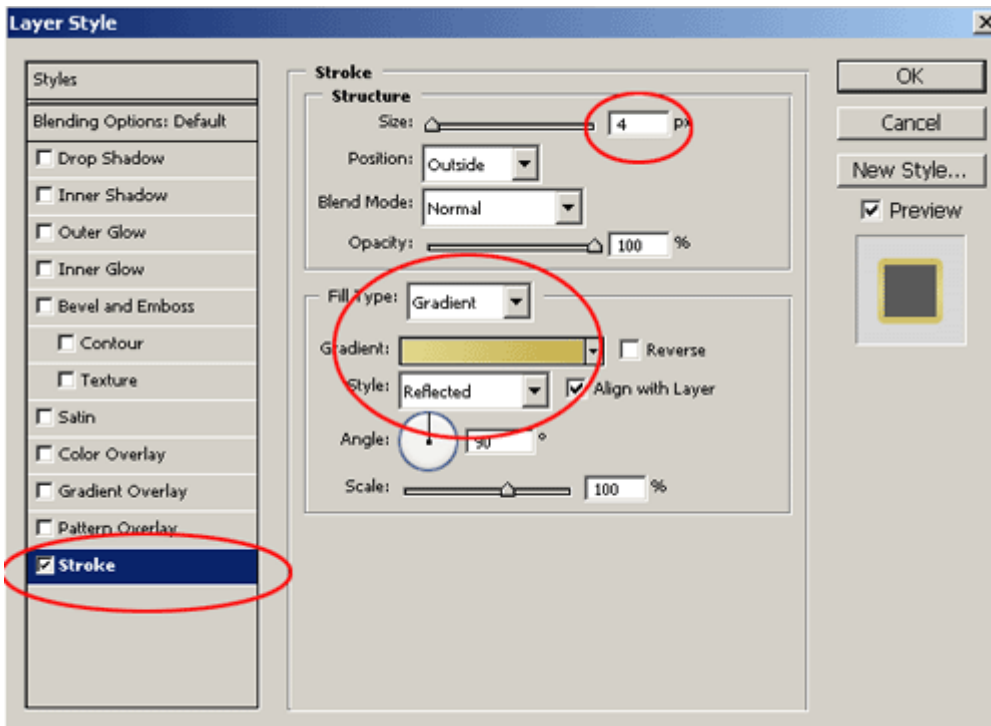 Layer Style
Styles
Blending Options: Default
Drop Shadow
Inner Shadow
Outer Glow
Inner Glow
Bevel and Emboss
Contour
Texture
Satin
Color Overlay
Gradient Overlay
Pattern Overlay
Stroke
Stroke
Structure
Size: 4 px
Position: Outside
Blend Mode: Normal
Opacity: 100 %
Fill Type: Gradient
Gradient: Reverse
Style: Reflected Align with Layer
Angle: 90 °
Scale: 100 %
OK
Cancel
New Style...
Preview